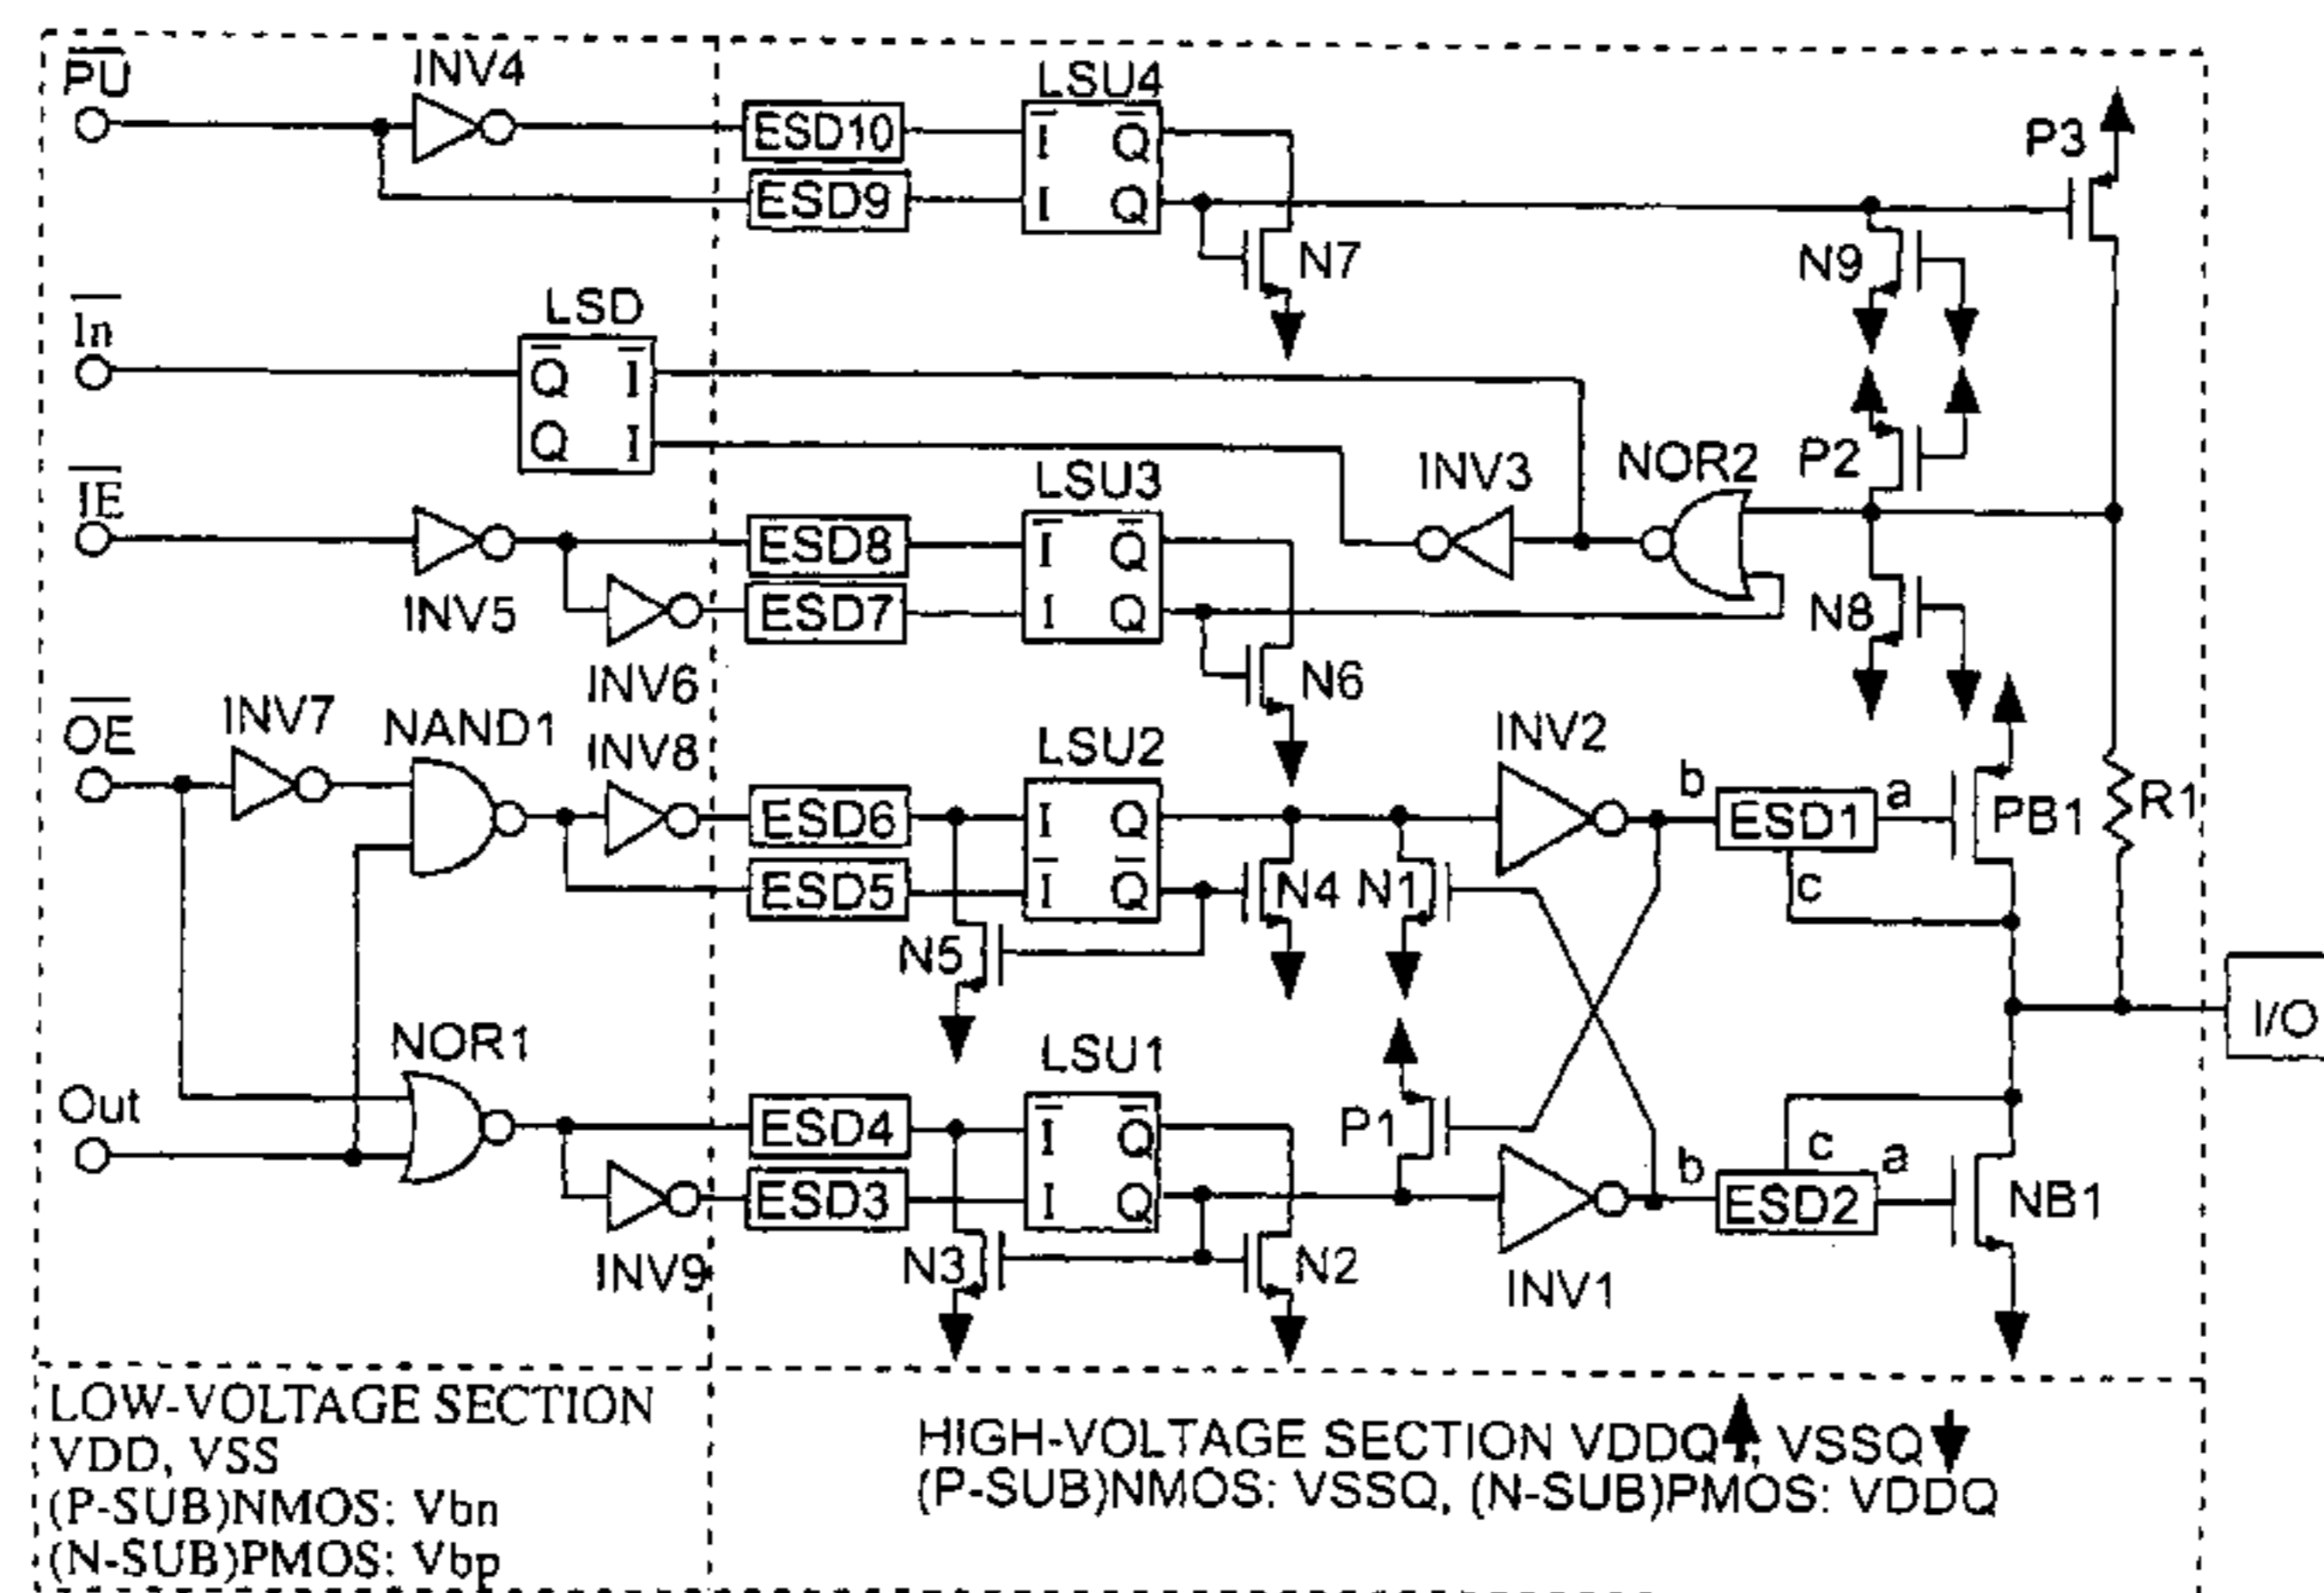 PU INV4 LSU4 P3
ESD10 I Q
ESD9 I Q
N7 N9
In LSD
Q I
Q I
LSU3 INV3 NOR2 P2
IE
ESD8 I Q
INV5 ESD7 I Q N8
INV6 N6
OE INV7 NAND1 INV8 LSU2 INV2
ESD6 I Q b ESD1 a PB1 R1
ESD5 I Q N4 N1 c
N5
I/O
NOR1 LSU1
Out ESD4 I Q P1 c
ESD3 I Q b ESD2 a NB1
INV9 N3 N2 INV1
LOW-VOLTAGE SECTION
VDD, VSS
(P-SUB)NMOS: Vbn
(N-SUB)PMOS: Vbp
HIGH-VOLTAGE SECTION VDDQ, VSSQ
(P-SUB)NMOS: VSSQ, (N-SUB)PMOS: VDDQ